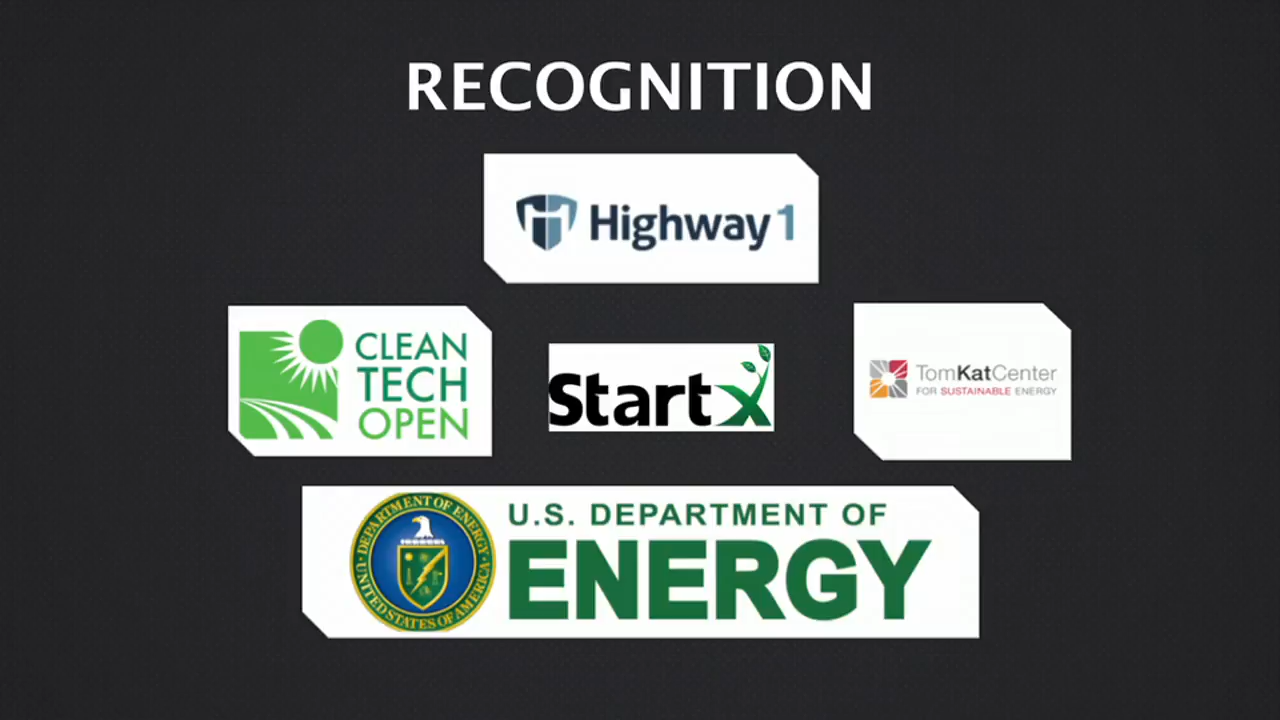 RECOGNITION
Highway1
CLEAN
TECH
OPEN
StartX
TomKatCenter
FOR SUSTAINABLE ENERGY
DEPARTMENT OF ENERGY
UNITED STATES OF AMERICA
U.S. DEPARTMENT OF
ENERGY